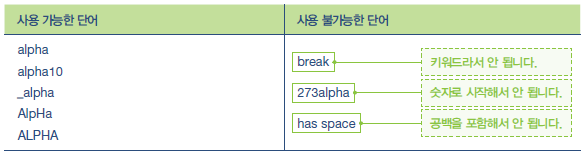 사용 가능한 단어
사용 불가능한 단어
alpha
alpha10
_alpha
AlpHa
ALPHA
break
키워드라서 안 됩니다.
273alpha
숫자로 시작해서 안 됩니다.
has space
공백을 포함해서 안 됩니다.